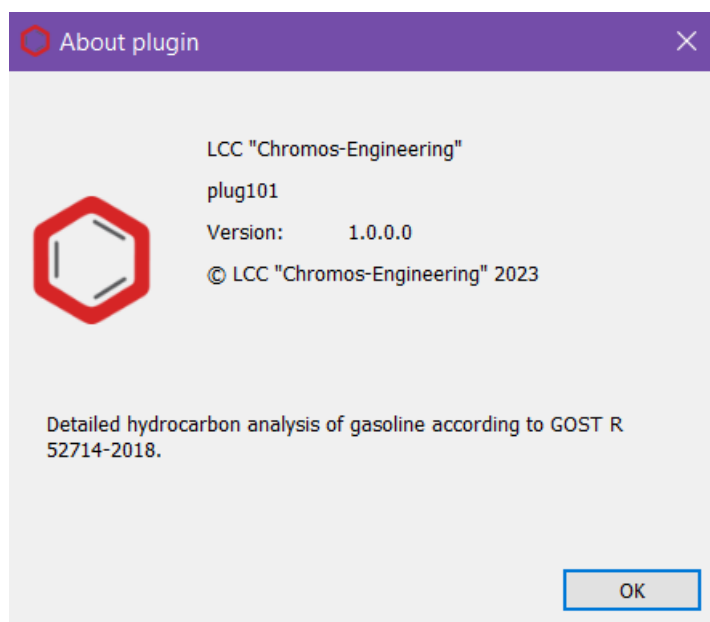 About plugin
LCC "Chromos-Engineering"
plug101
Version: 1.0.0.0
© LCC "Chromos-Engineering" 2023
Detailed hydrocarbon analysis of gasoline according to GOST R
52714-2018.
OK